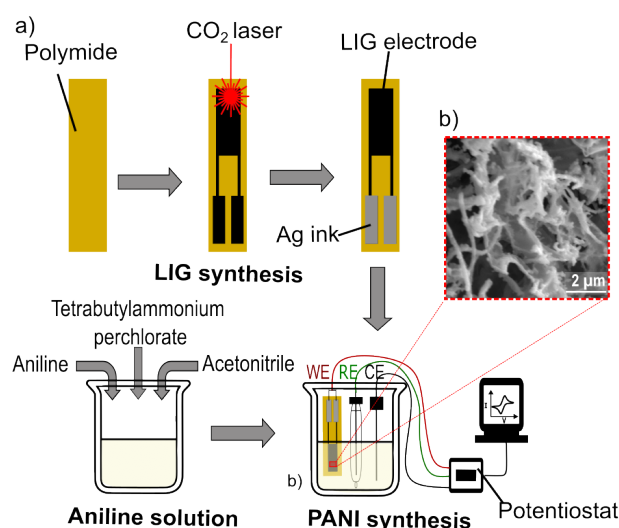 a)
CO₂ laser
LIG electrode
Polymide
b)
Ag ink
2 µm
LIG synthesis
Tetrabutylammonium
perchlorate
Aniline
Acetonitrile
WE RE CE
I
V
b)
Potentiostat
Aniline solution
PANI synthesis